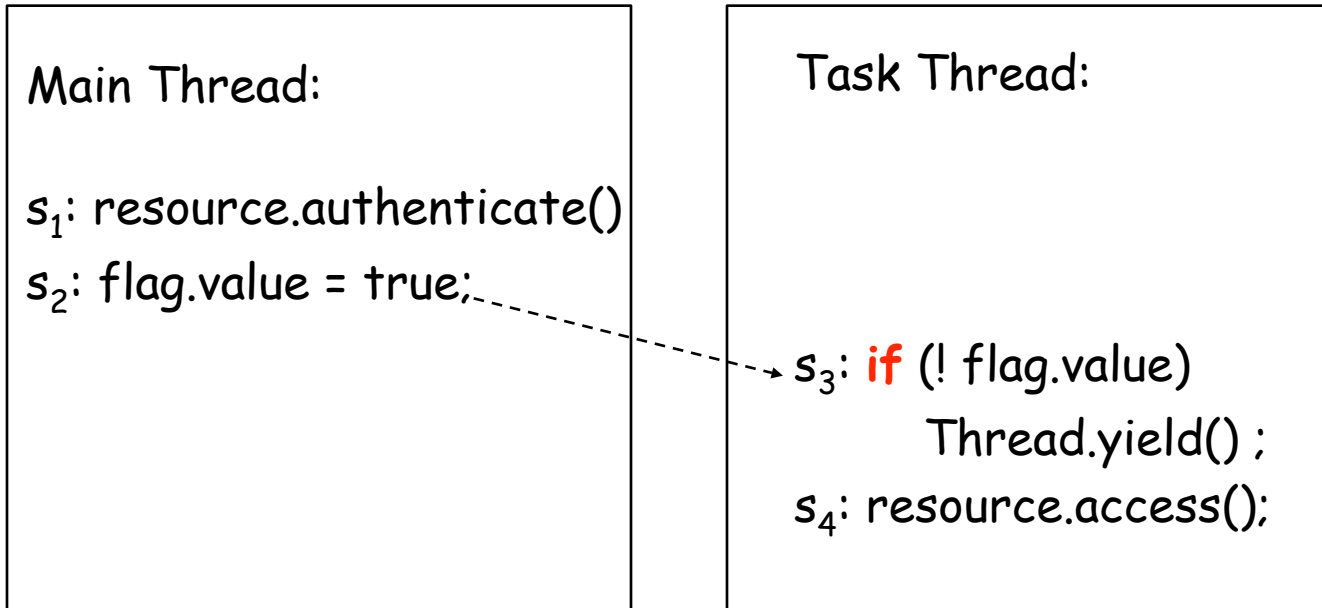 Main Thread:
s₁: resource.authenticate()
s₂: flag.value = true;
Task Thread:
s₃: if (! flag.value)
Thread.yield() ;
s₄: resource.access();